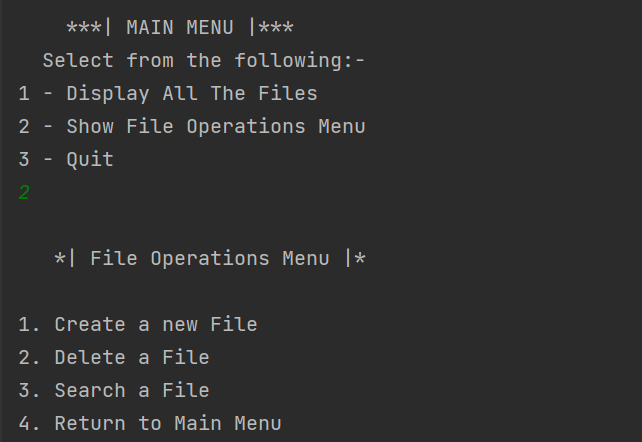 ***| MAIN MENU |***
Select from the following:-
1 - Display All The Files
2 - Show File Operations Menu
3 - Quit
2
*| File Operations Menu |*
1. Create a new File
2. Delete a File
3. Search a File
4. Return to Main Menu